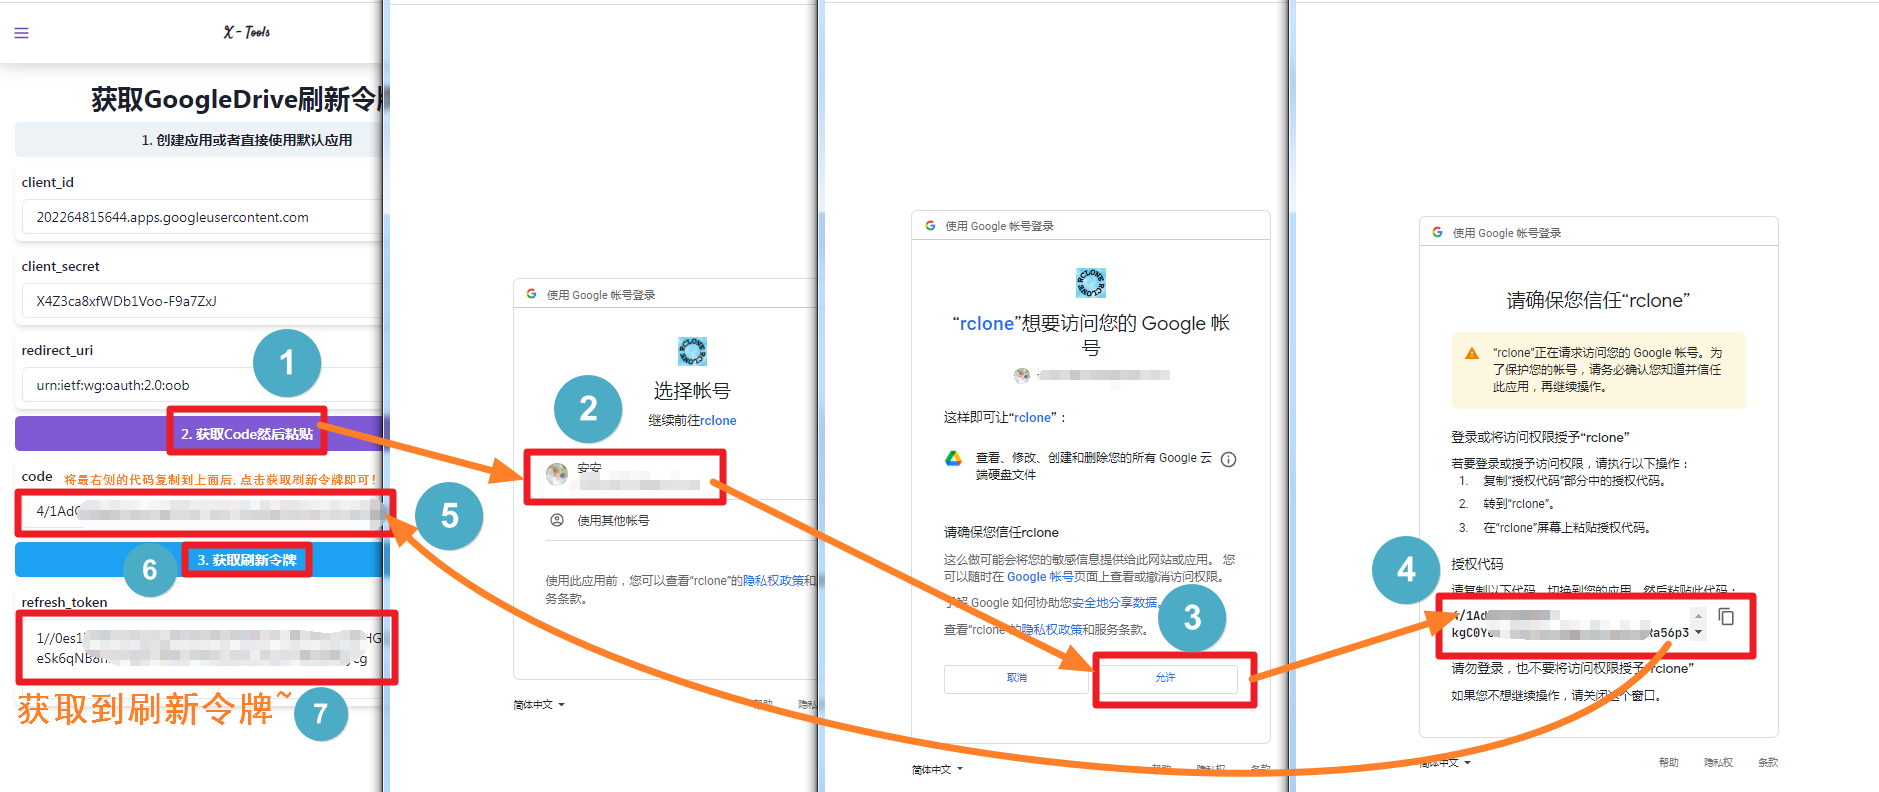 X - Tools
获取GoogleDrive刷新令
1. 创建应用或者直接使用默认应用
client_id
202264815644.apps.googleusercontent.com
client_secret
X4Z3ca8xfWDb1Voo-F9a7ZxJ
redirect_uri
urn:ietf:wg:oauth:2.0:oob
1
2. 获取Code然后粘贴
code
将最右侧的代码复制到上面后, 点击获取刷新令牌即可!
4/1Ad
5
3. 获取刷新令牌
6
refresh_token
1//0es1
eSk6qNB8
获取到刷新令牌~
7
使用 Google 帐号登录
RCLONE RCLONE
选择帐号
继续前往rclone
2
安安
使用其他帐号
使用此应用前，您可以查看“rclone”的隐私权政策和
务条款。
简体中文
帮助
隐私
使用 Google 帐号登录
RCLONE RCLONE
“rclone”想要访问您的 Google 帐
号
这样即可让“rclone”：
查看、修改、创建和删除您的所有 Google 云
端硬盘文件
请确保您信任rclone
这么做可能会将您的敏感信息提供给此网站或应用。 您
可以随时在 Google 帐号页面上查看或撤消访问权限。
了解 Google 如何协助您安全地分享数据。
查看“rclone”的隐私权政策和服务条款。
3
取消
允许
简体中文
帮助
隐私权
条款
使用 Google 帐号登录
请确保您信任“rclone”
“rclone”正在请求访问您的 Google 帐号。为
了保护您的帐号，请务必确认您知道并信任
此应用，再继续操作。
登录或将访问权限授予“rclone”
若要登录或授予访问权限，请执行以下操作：
1. 复制“授权代码”部分中的授权代码。
2. 转到“rclone”。
3. 在“rclone”屏幕上粘贴授权代码。
4
授权代码
请复制以下代码，切换到您的应用，然后粘贴此代码：
4/1Ad
kgC0Y
Ra56p3
请勿登录，也不要将访问权限授予“rclone”
如果您不想继续操作，请关闭这个窗口。
简体中文
帮助
隐私权
条款